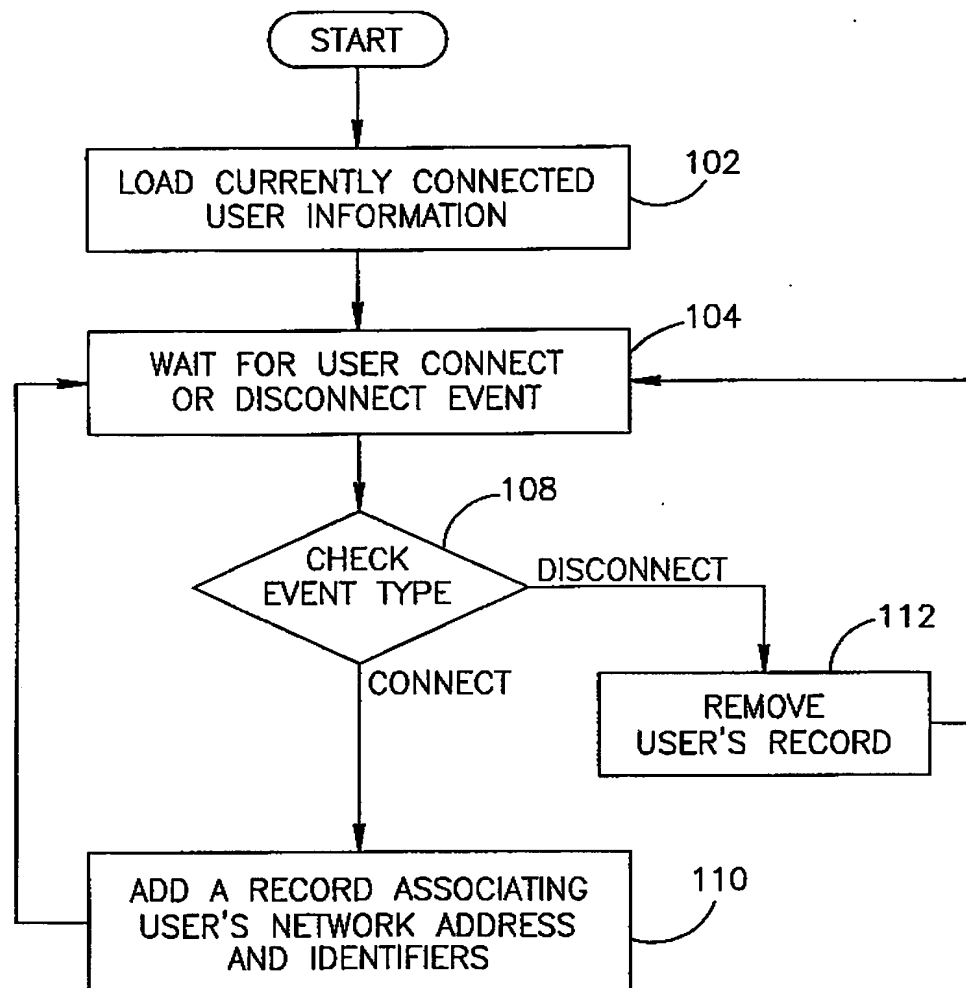 START
LOAD CURRENTLY CONNECTED
USER INFORMATION
102
WAIT FOR USER CONNECT
OR DISCONNECT EVENT
104
CHECK
EVENT TYPE
108
DISCONNECT
CONNECT
REMOVE
USER'S RECORD
112
ADD A RECORD ASSOCIATING
USER'S NETWORK ADDRESS
AND IDENTIFIERS
110